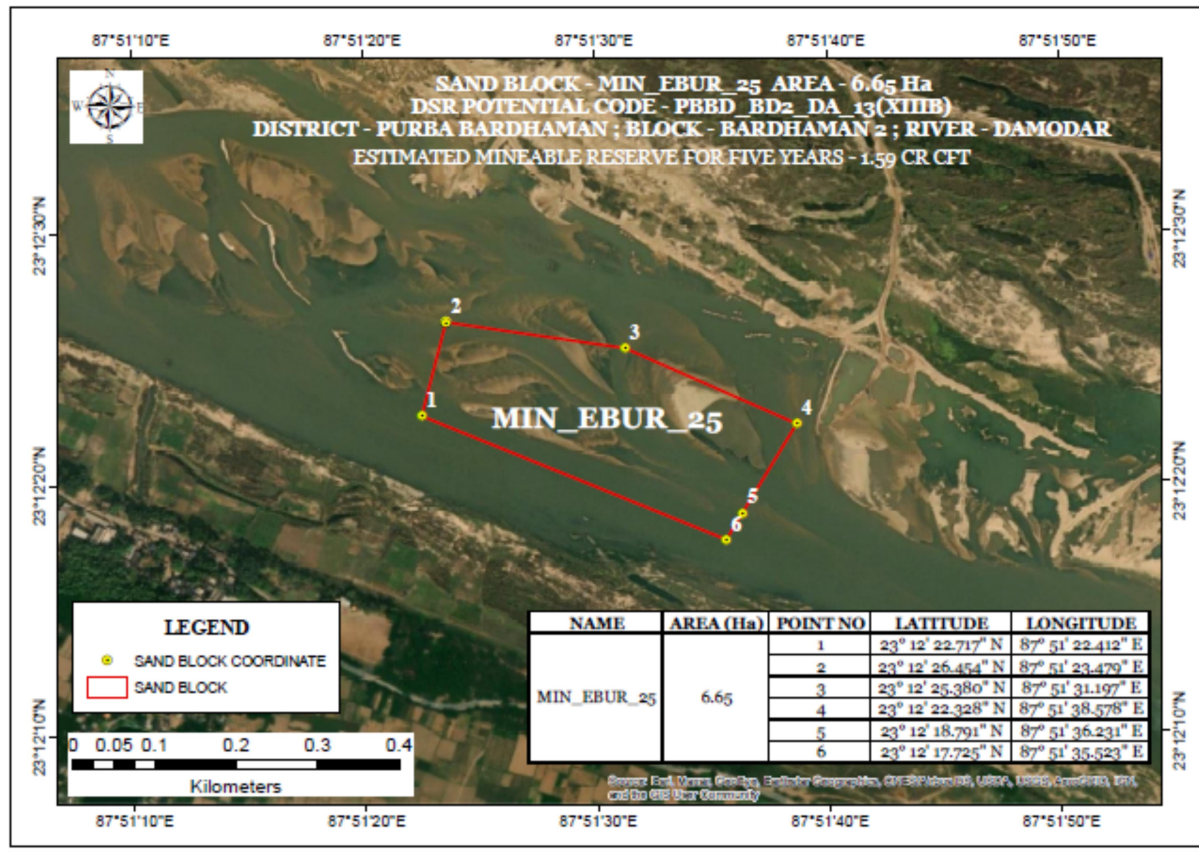 87°51'10"E 87°51'20"E 87°51'30"E 87°51'40"E 87°51'50"E
N
W E
S
SAND BLOCK - MIN_EBUR_25 AREA - 6.65 Ha
DSR POTENTIAL CODE - PBBD_BD2_DA_13(XIIIB)
DISTRICT - PURBA BARDHAMAN ; BLOCK - BARDHAMAN 2 ; RIVER - DAMODAR
ESTIMATED MINEABLE RESERVE FOR FIVE YEARS - 1.59 CR CFT
23°12'30"N 23°12'30"N
2
3
1
4
MIN_EBUR_25
23°12'20"N 23°12'20"N
5
6
LEGEND
SAND BLOCK COORDINATE
SAND BLOCK
NAME AREA (Ha) POINT NO LATITUDE LONGITUDE
MIN_EBUR_25 6.65
1 23° 12' 22.717" N 87° 51' 22.412" E
2 23° 12' 26.454" N 87° 51' 23.479" E
3 23° 12' 25.380" N 87° 51' 31.197" E
4 23° 12' 22.328" N 87° 51' 38.578" E
5 23° 12' 18.791" N 87° 51' 36.231" E
6 23° 12' 17.725" N 87° 51' 35.523" E
23°12'10"N 23°12'10"N
0 0.05 0.1 0.2 0.3 0.4
Kilometers
and the GIS User Community
87°51'10"E 87°51'20"E 87°51'30"E 87°51'40"E 87°51'50"E